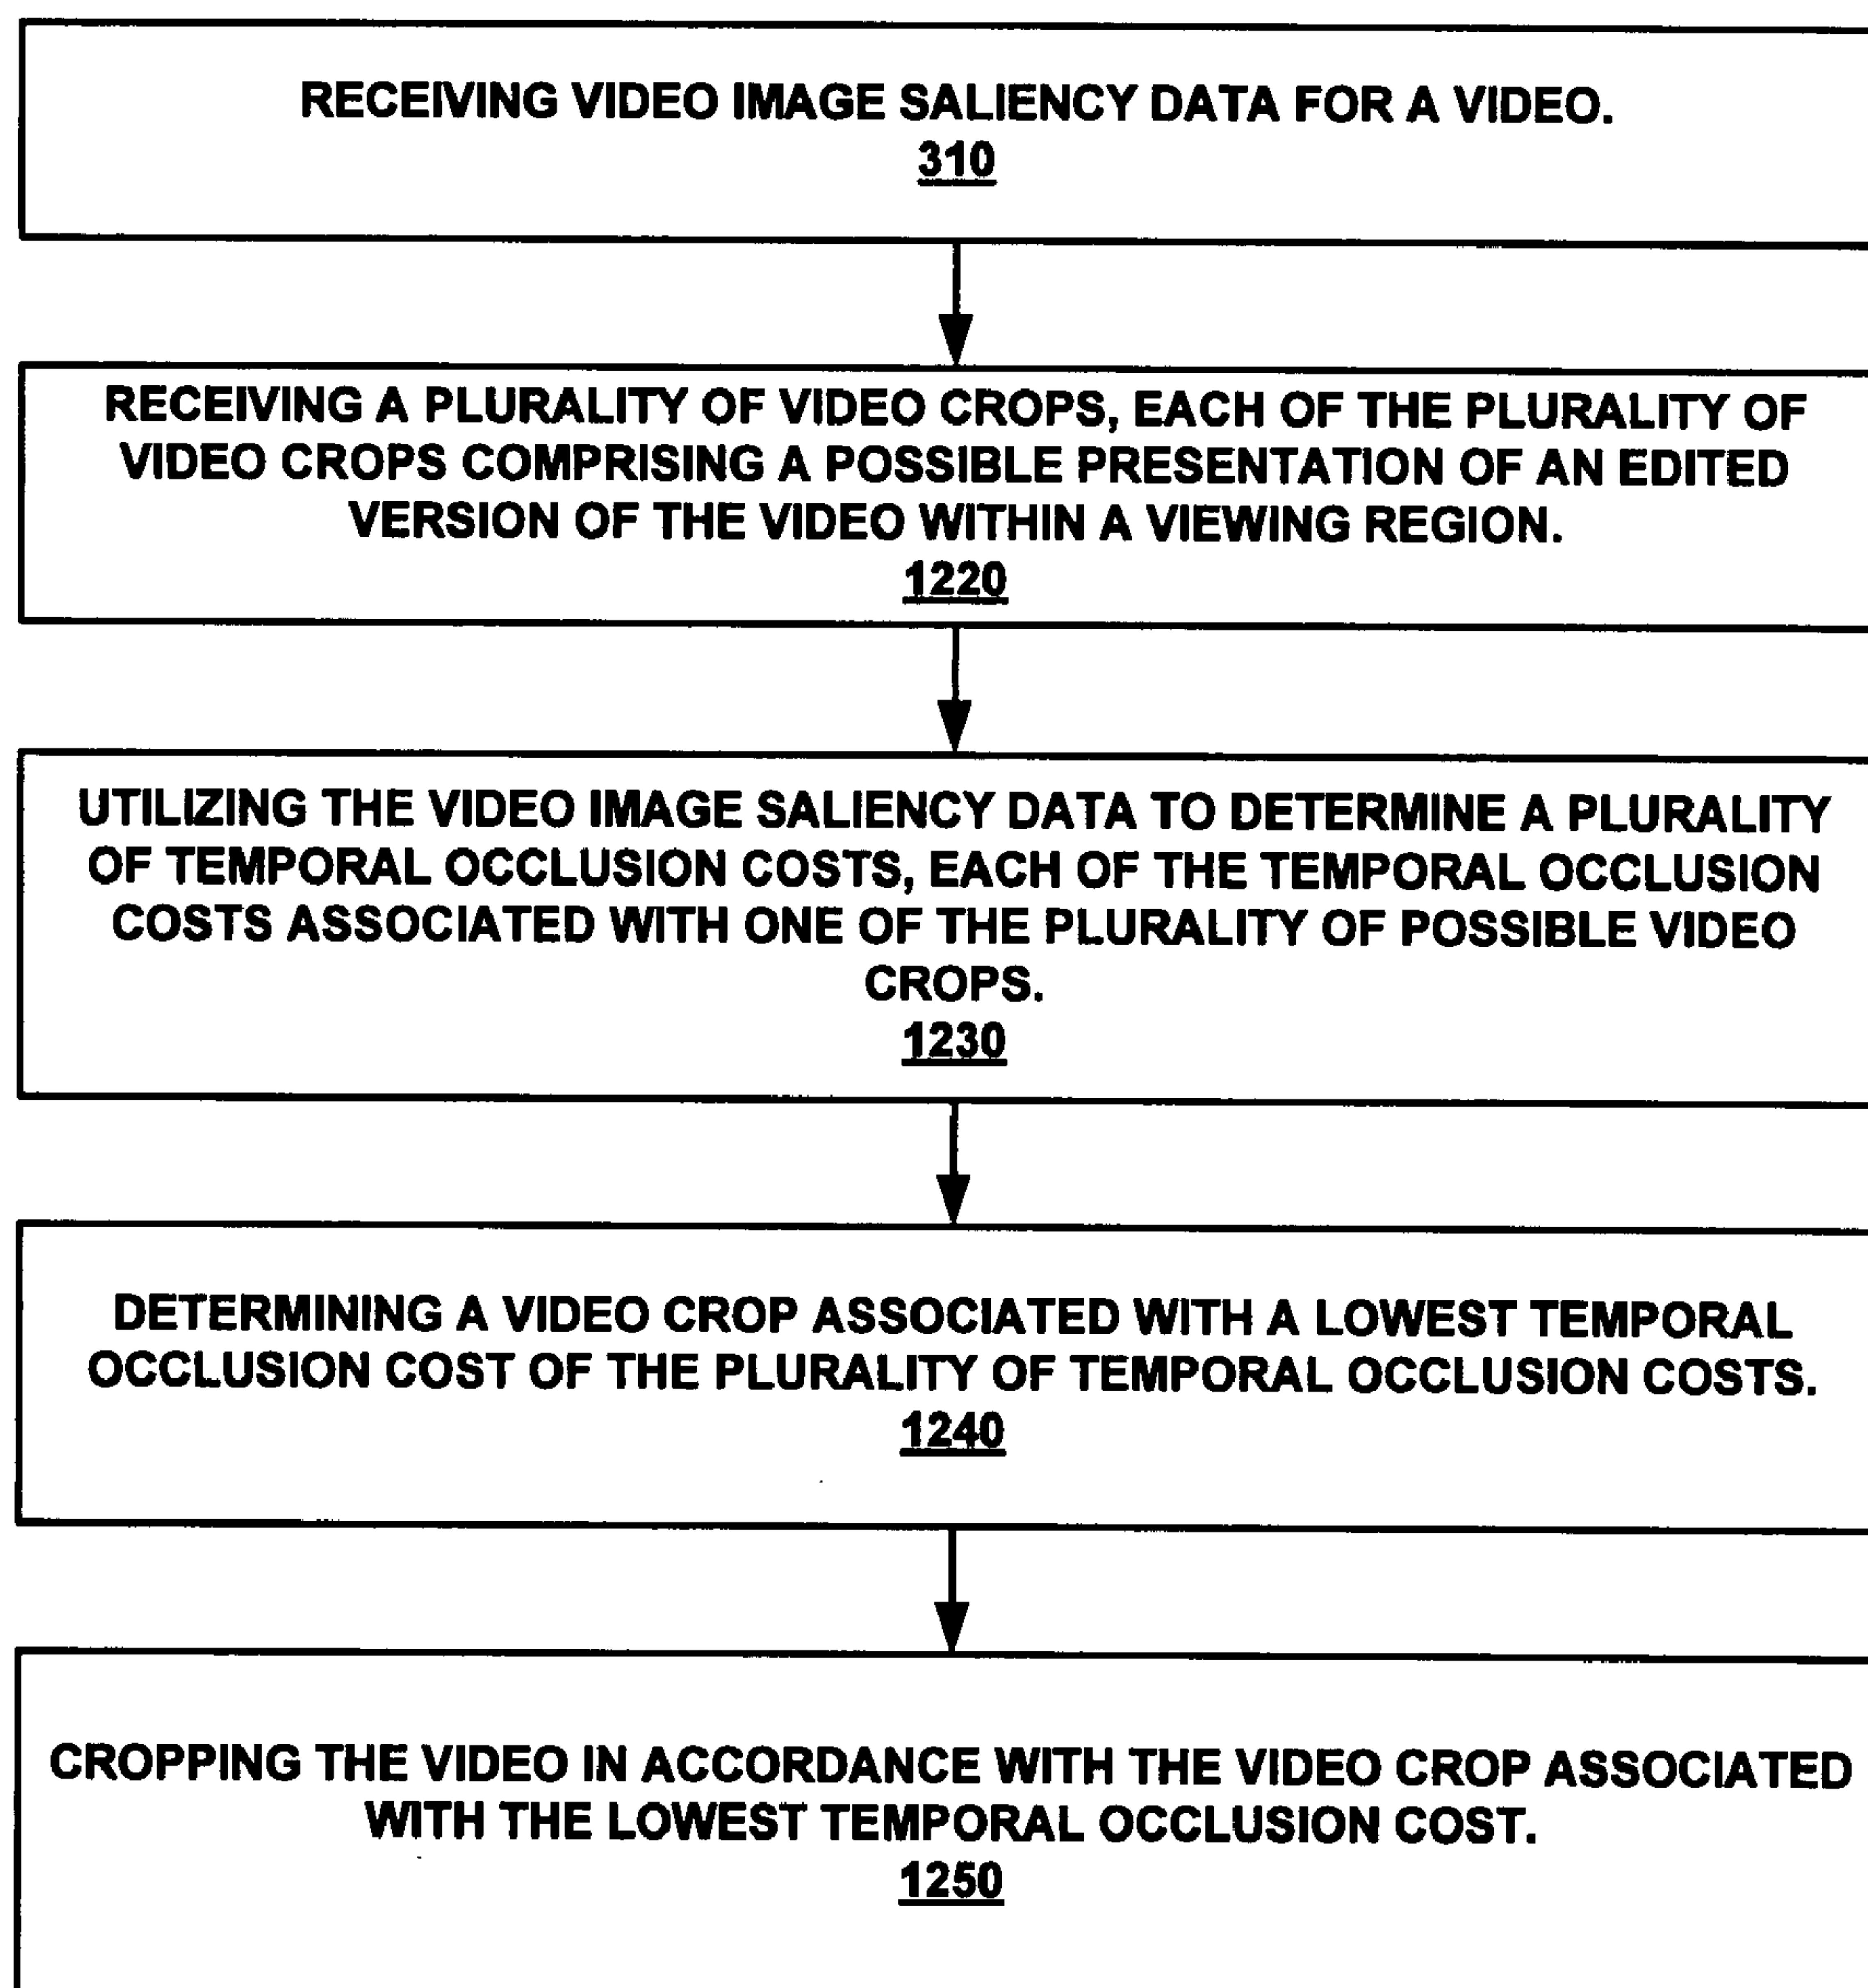 RECEIVING VIDEO IMAGE SALIENCY DATA FOR A VIDEO.
310
RECEIVING A PLURALITY OF VIDEO CROPS, EACH OF THE PLURALITY OF
VIDEO CROPS COMPRISING A POSSIBLE PRESENTATION OF AN EDITED
VERSION OF THE VIDEO WITHIN A VIEWING REGION.
1220
UTILIZING THE VIDEO IMAGE SALIENCY DATA TO DETERMINE A PLURALITY
OF TEMPORAL OCCLUSION COSTS, EACH OF THE TEMPORAL OCCLUSION
COSTS ASSOCIATED WITH ONE OF THE PLURALITY OF POSSIBLE VIDEO
CROPS.
1230
DETERMINING A VIDEO CROP ASSOCIATED WITH A LOWEST TEMPORAL
OCCLUSION COST OF THE PLURALITY OF TEMPORAL OCCLUSION COSTS.
1240
CROPPING THE VIDEO IN ACCORDANCE WITH THE VIDEO CROP ASSOCIATED
WITH THE LOWEST TEMPORAL OCCLUSION COST.
1250